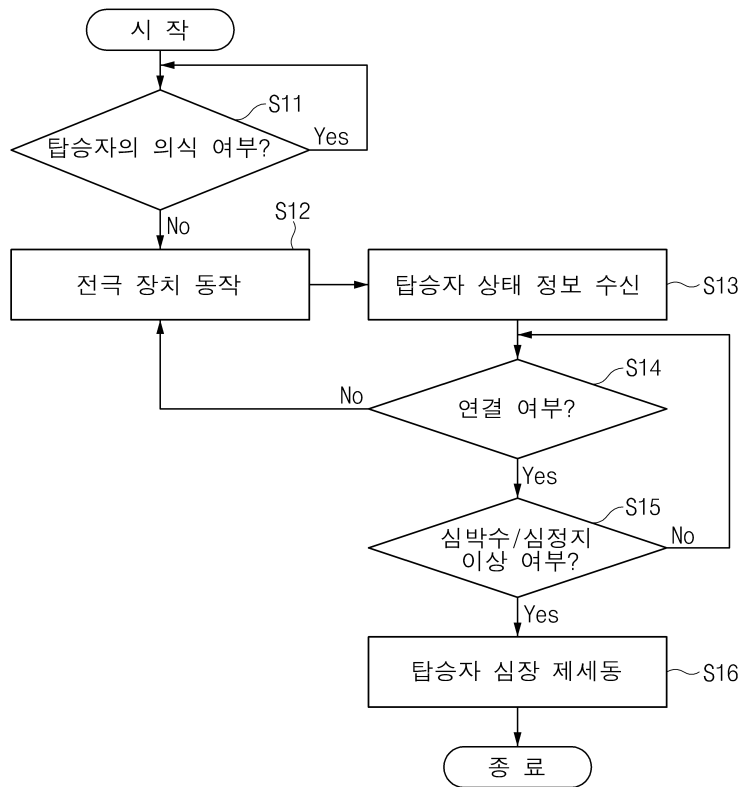 시 작
S11
탑승자의 의식 여부?
Yes
No
S12
전극 장치 동작
탑승자 상태 정보 수신
S13
S14
No
연결 여부?
Yes
S15
심박수/심정지
이상 여부?
No
Yes
탑승자 심장 제세동
S16
종 료